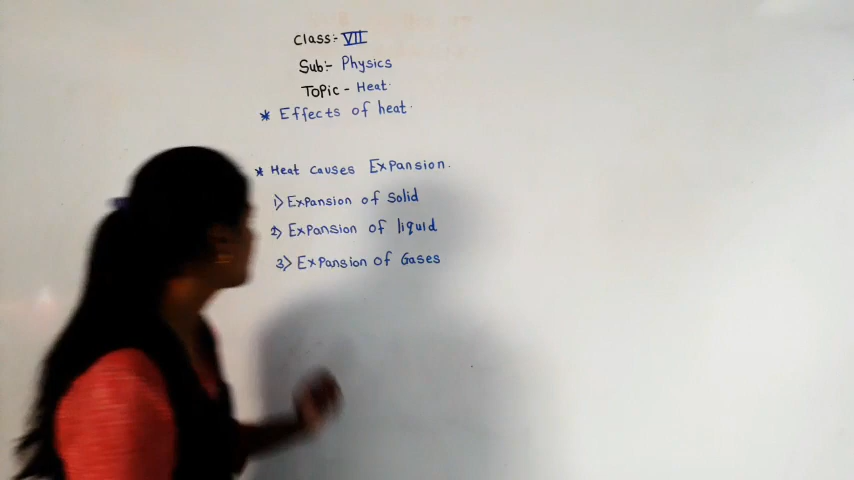 Class:- VII
Sub:- Physics
Topic - Heat.
* Effects of heat.
* Heat causes Expansion.
1) Expansion of solid
2) Expansion of liquid
3) Expansion of Gases